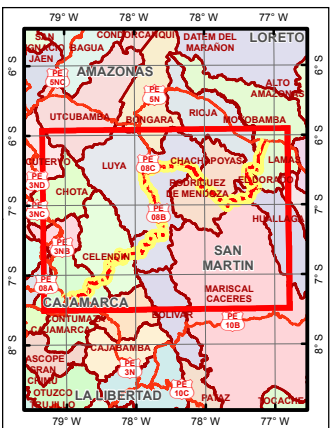 79° W 78° W 78° W 77° W 77° W
SAN IGNACIO
JAEN
BAGUA
CONDORCANQUI
DATEM DEL
MARAÑON
LORETO
6° S 6° S
PE
5NC
AMAZONAS
PE
5N
ALTO
AMAZONAS
UTCUBAMBA
BONGARA
RIOJA
MOYOBAMBA
6° S 6° S
CUTERVO
LUYA
PE
08C
CHACHAPOYAS
LAMAS
EL DORADO
RODRIGUEZ
DE MENDOZA
PE
3ND
CHOTA
7° S 7° S
PE
3NC
PE
08B
HUALLAGA
PE
3NB
CELENDIN
SAN
MARTIN
7° S 7° S
PE
08A
MARISCAL
CACERES
CAJAMARCA
CONTUMAZA
CAJAMARCA
BOLIVAR
PE
10B
8° S 8° S
CAJABAMBA
ASCOPE
GRAN
CHIMU
PE
3N
PE
10C
OTUZCO
TRUJILLO
LA LIBERTAD
PATAZ
TOCACHE
79° W 78° W 78° W 77° W 77° W